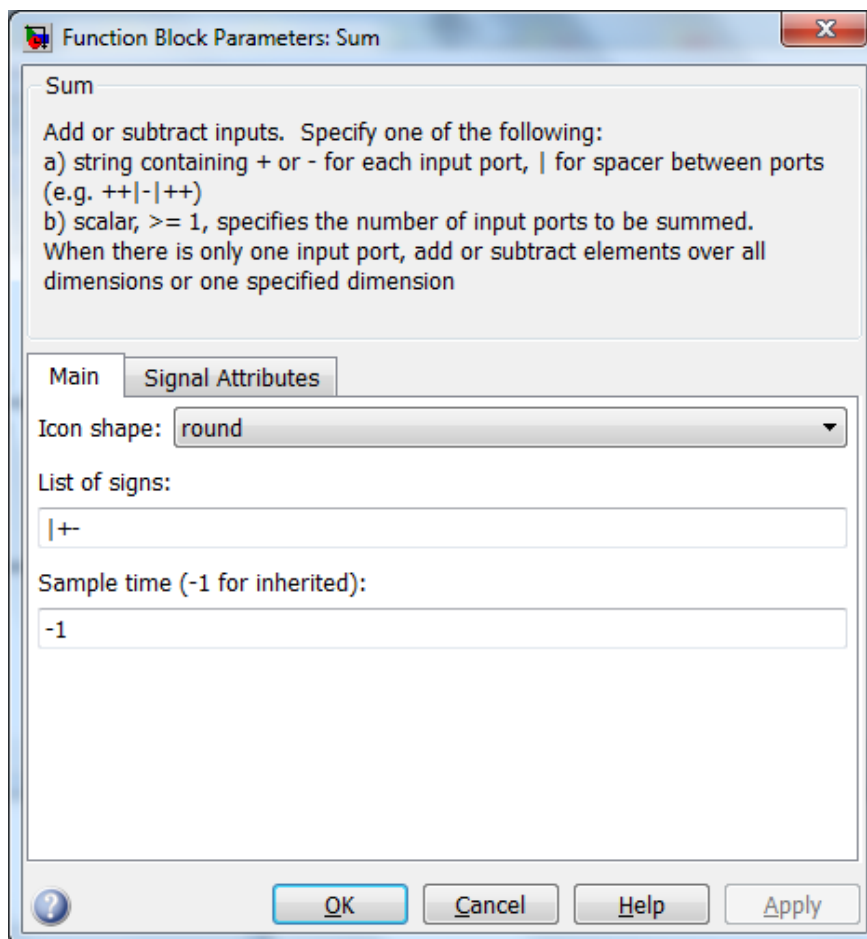 Function Block Parameters: Sum
Sum
Add or subtract inputs.  Specify one of the following:
a) string containing + or - for each input port, | for spacer between ports
(e.g. ++|-|++)
b) scalar, >= 1, specifies the number of input ports to be summed.
When there is only one input port, add or subtract elements over all
dimensions or one specified dimension
Main
Signal Attributes
Icon shape: round
List of signs:
|+-
Sample time (-1 for inherited):
-1
OK
Cancel
Help
Apply